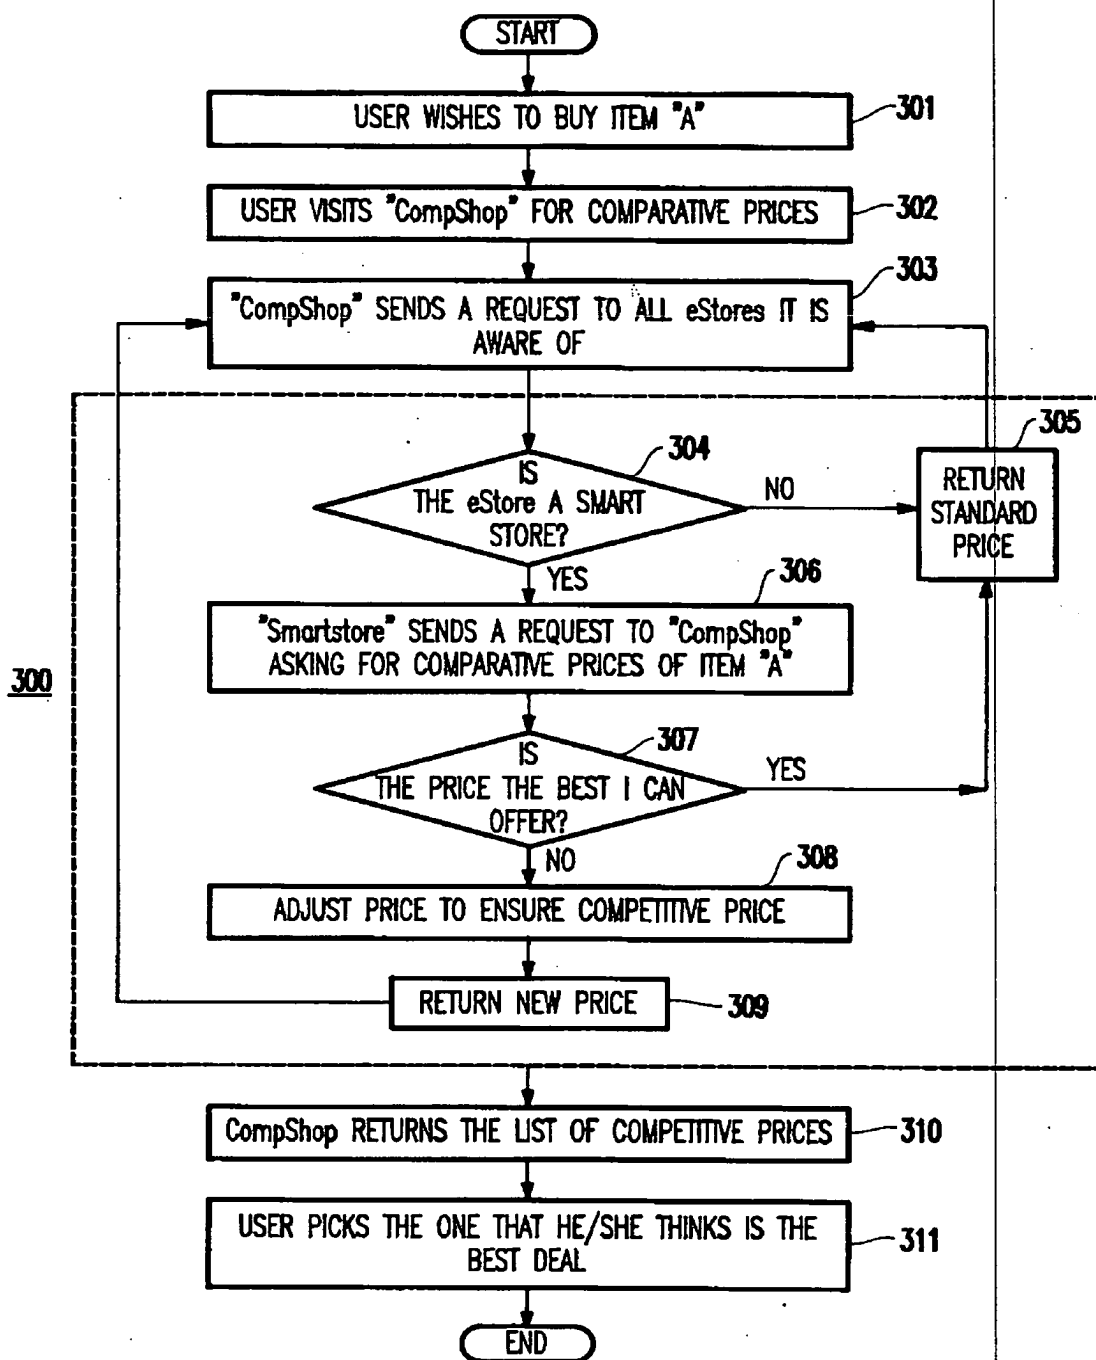 START
USER WISHES TO BUY ITEM "A"
301
USER VISITS "CompShop" FOR COMPARATIVE PRICES
302
303
"CompShop" SENDS A REQUEST TO ALL eStores IT IS
AWARE OF
304
IS
THE eStore A SMART
STORE?
NO
YES
305
RETURN
STANDARD
PRICE
306
"Smartstore" SENDS A REQUEST TO "CompShop"
ASKING FOR COMPARATIVE PRICES OF ITEM "A"
300
307
IS
THE PRICE THE BEST I CAN
OFFER?
YES
NO
308
ADJUST PRICE TO ENSURE COMPETITIVE PRICE
RETURN NEW PRICE
309
CompShop RETURNS THE LIST OF COMPETITIVE PRICES
310
USER PICKS THE ONE THAT HE/SHE THINKS IS THE
BEST DEAL
311
END